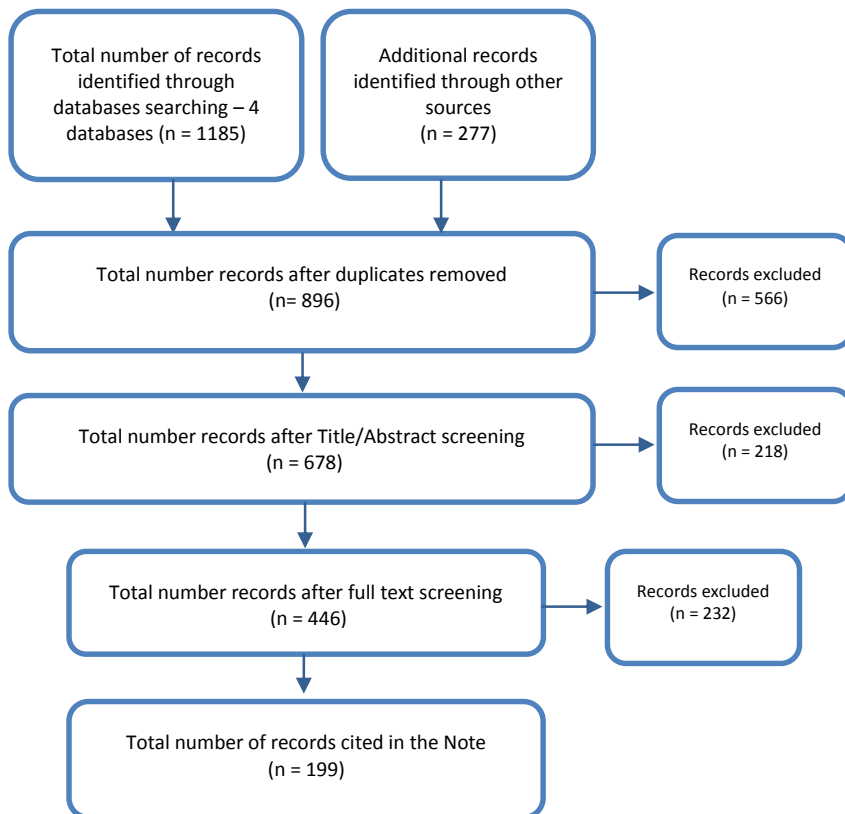 Total number of records
identified through
databases searching – 4
databases (n = 1185)
Additional records
identified through other
sources
(n = 277)
Total number records after duplicates removed
(n= 896)
Records excluded
(n = 566)
Total number records after Title/Abstract screening
(n = 678)
Records excluded
(n = 218)
Total number records after full text screening
(n = 446)
Records excluded
(n = 232)
Total number of records cited in the Note
(n = 199)